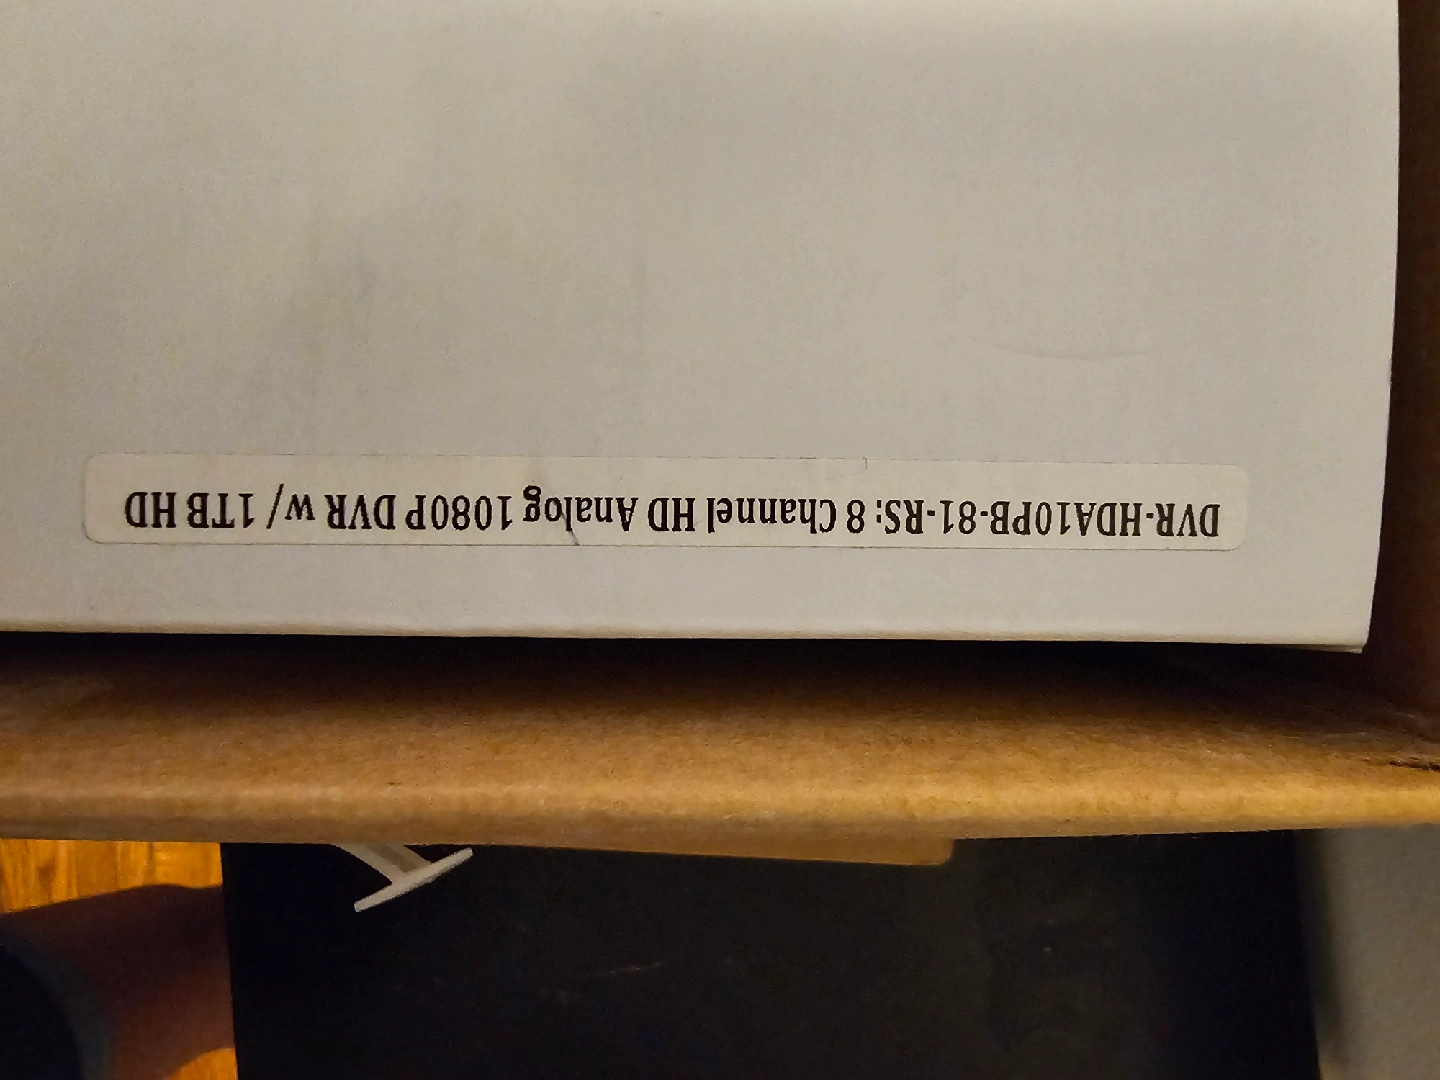 DVR-HDA10PB-81-RS: 8 Channel HD Analog 1080P DVR w/ 1TB HD